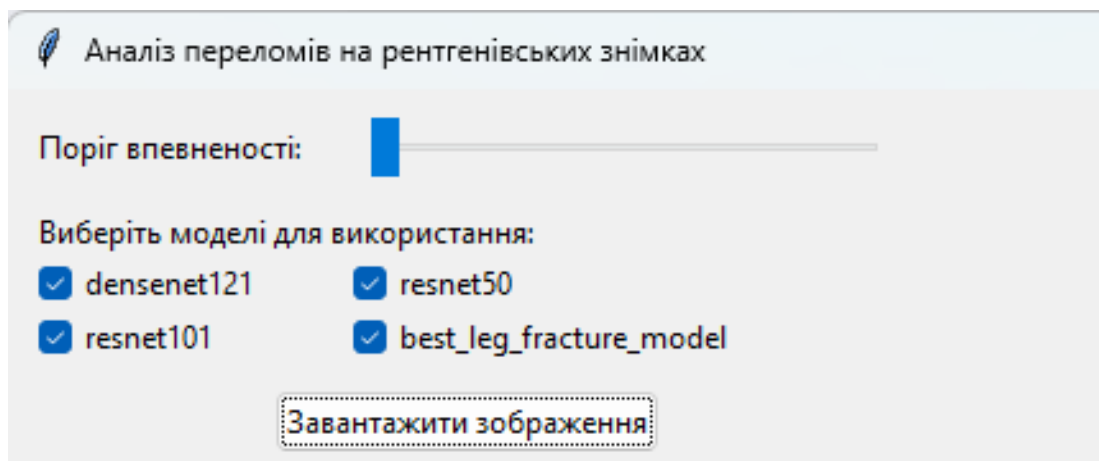 Аналіз переломів на рентгенівських знімках
Поріг впевненості:
Виберіть моделі для використання:
densenet121 resnet50
resnet101 best_leg_fracture_model
Завантажити зображення